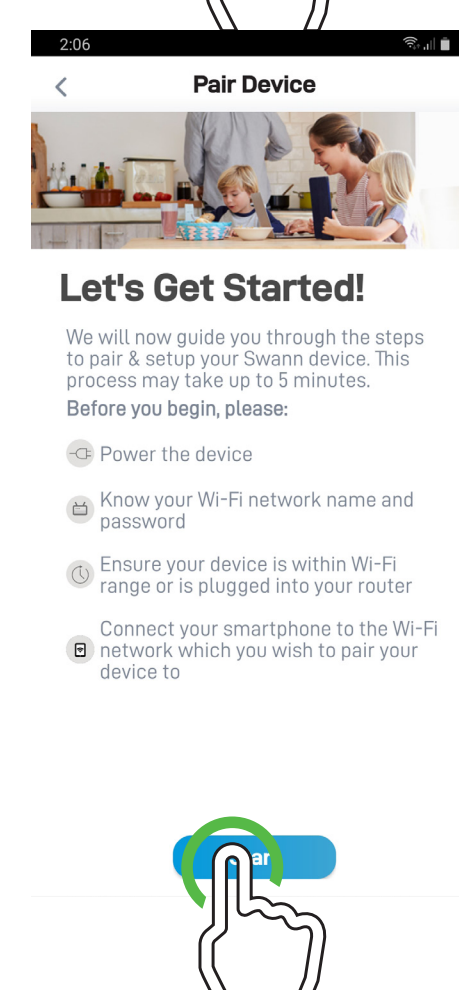 2:06
Pair Device
Let's Get Started!
We will now guide you through the steps
to pair & setup your Swann device. This
process may take up to 5 minutes.
Before you begin, please:
Power the device
Know your Wi-Fi network name and
password
Ensure your device is within Wi-Fi
range or is plugged into your router
Connect your smartphone to the Wi-Fi
network which you wish to pair your
device to